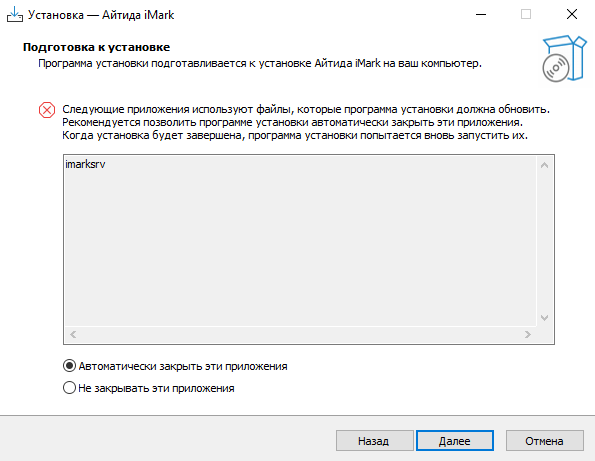 Установка — Айтида iMark
Подготовка к установке
Программа установки подготавливается к установке Айтида iMark на ваш компьютер.
Следующие приложения используют файлы, которые программа установки должна обновить.
Рекомендуется позволить программе установки автоматически закрыть эти приложения.
Когда установка будет завершена, программа установки попытается вновь запустить их.
imarksrv
Автоматически закрыть эти приложения
Не закрывать эти приложения
Назад
Далее
Отмена